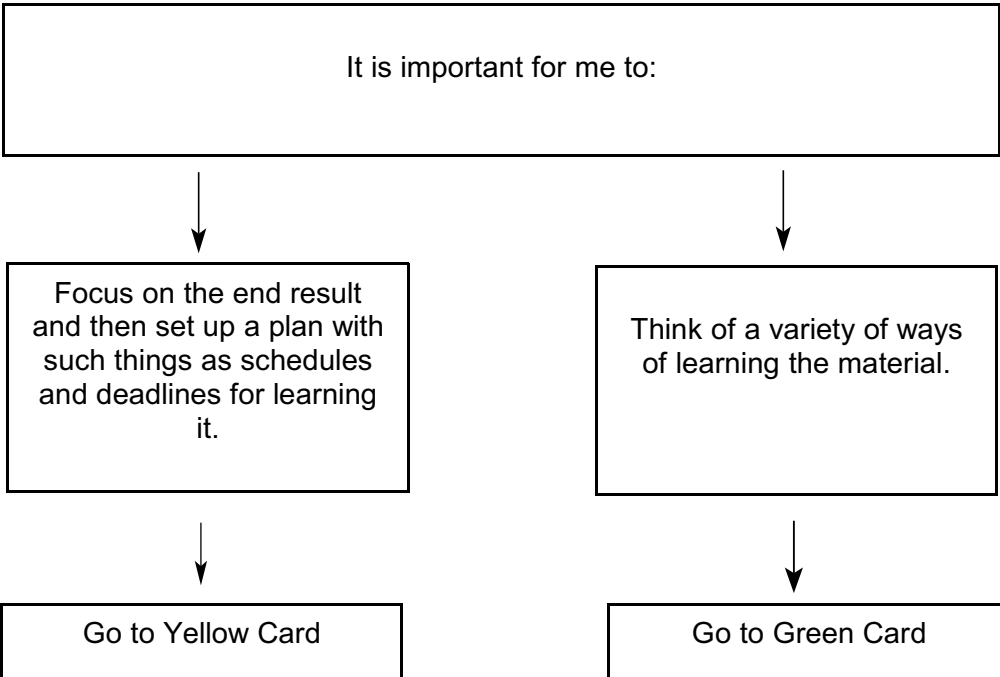 It is important for me to:
Focus on the end result
and then set up a plan with
such things as schedules
and deadlines for learning
it.
Think of a variety of ways
of learning the material.
Go to Yellow Card
Go to Green Card